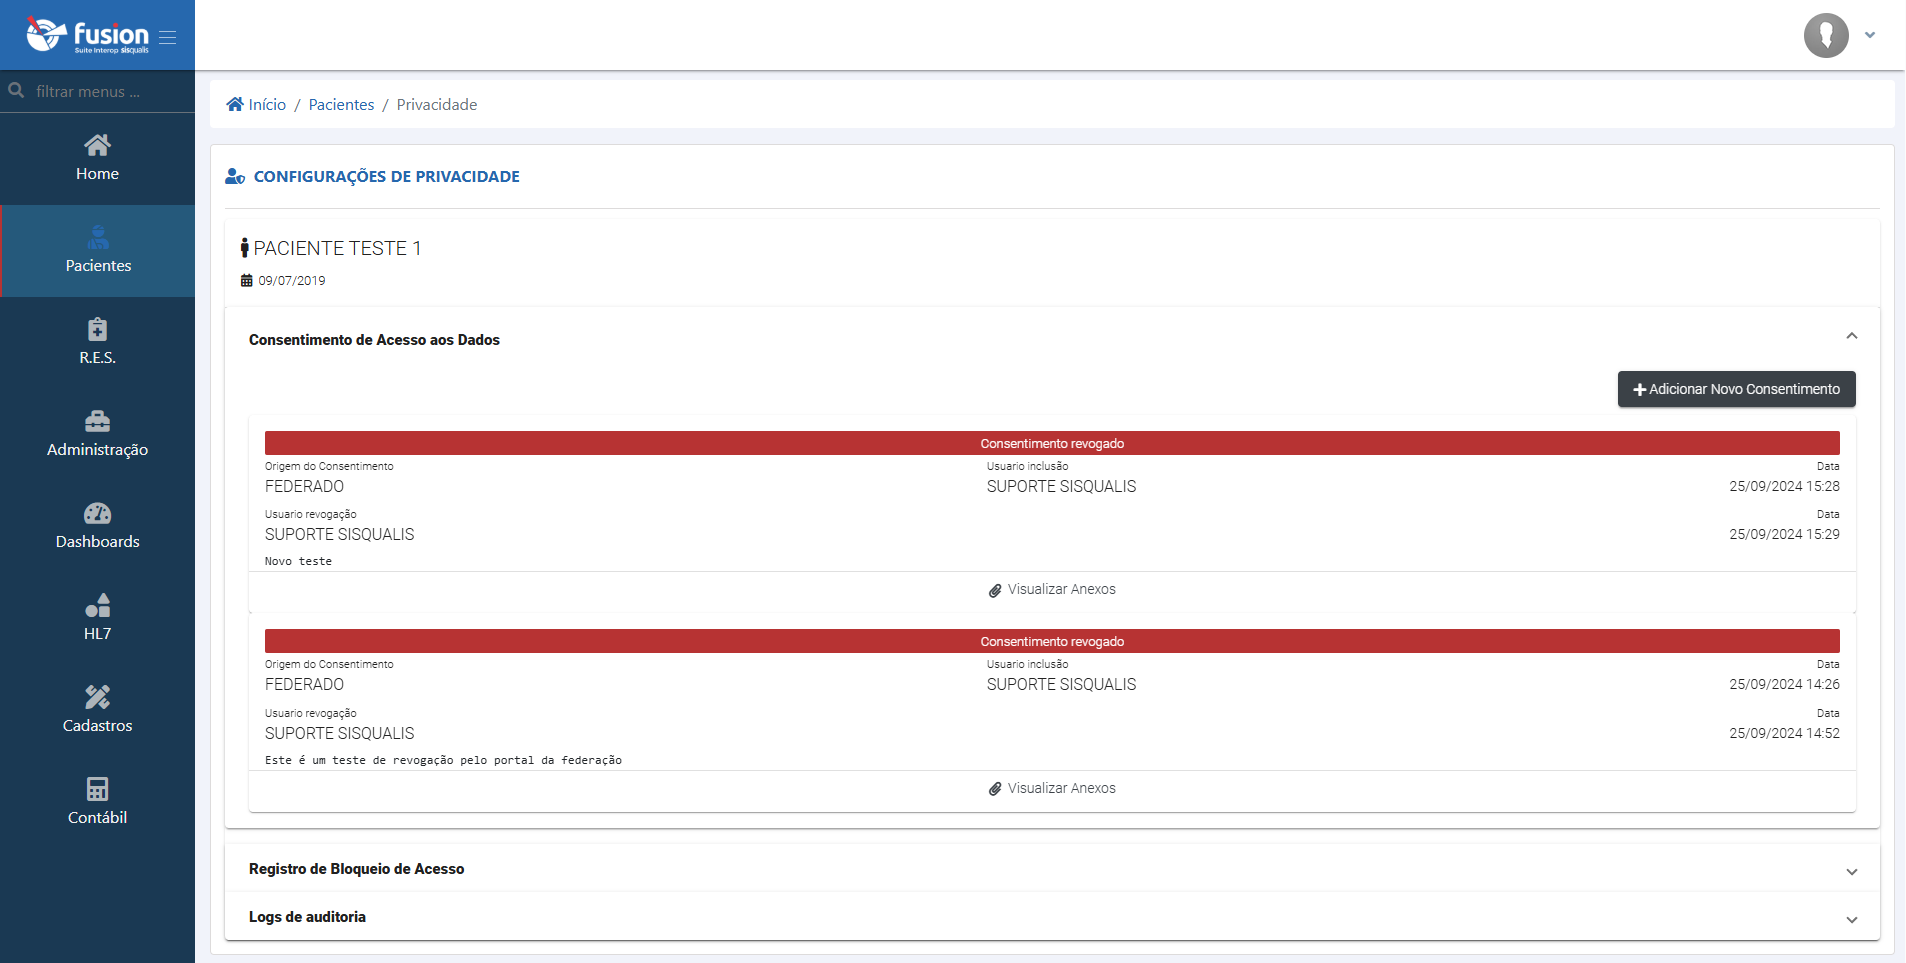 fusion
Suite Interop sisqualis
filtrar menus ...
Home
Pacientes
R.E.S.
Administração
Dashboards
HL7
Cadastros
Contábil
Início / Pacientes / Privacidade
CONFIGURAÇÕES DE PRIVACIDADE
PACIENTE TESTE 1
09/07/2019
Consentimento de Acesso aos Dados
Adicionar Novo Consentimento
Consentimento revogado
Origem do Consentimento Usuario inclusão Data
FEDERADO SUPORTE SISQUALIS 25/09/2024 15:28
Usuario revogação Data
SUPORTE SISQUALIS 25/09/2024 15:29
Novo teste
Visualizar Anexos
Consentimento revogado
Origem do Consentimento Usuario inclusão Data
FEDERADO SUPORTE SISQUALIS 25/09/2024 14:26
Usuario revogação Data
SUPORTE SISQUALIS 25/09/2024 14:52
Este é um teste de revogação pelo portal da federação
Visualizar Anexos
Registro de Bloqueio de Acesso
Logs de auditoria